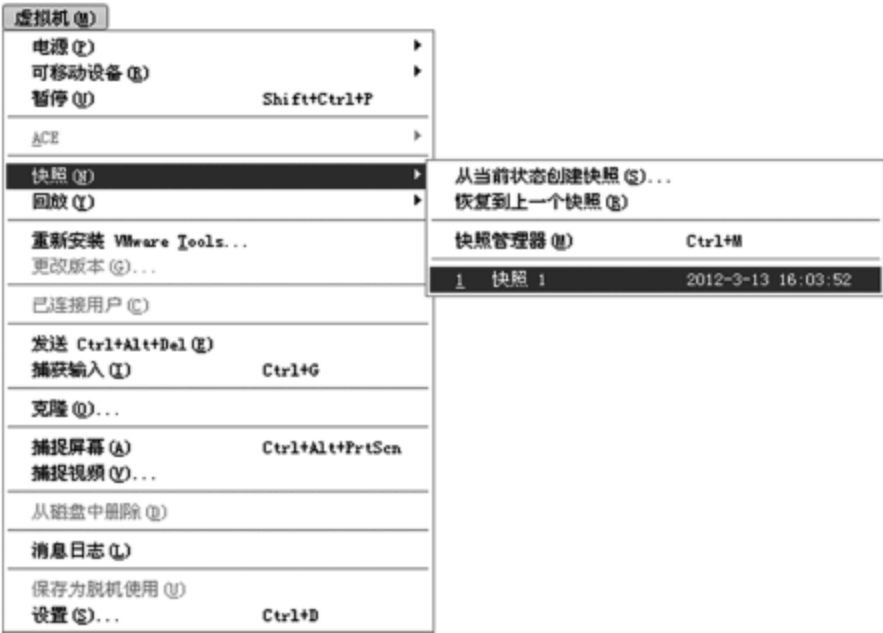 虚拟机(M)
电源(P)
可移动设备(R)
暂停(U) Shift+Ctrl+P
ACE
快照(N)
回放(Y)
重新安装 VMware Tools...
更改版本(G)...
已连接用户(C)
发送 Ctrl+Alt+Del(E)
捕获输入(I) Ctrl+G
克隆(O)...
捕捉屏幕(A) Ctrl+Alt+PrtScn
捕捉视频(V)...
从磁盘中删除(D)
消息日志(L)
保存为脱机使用(U)
设置(S)... Ctrl+D
从当前状态创建快照(S)...
恢复到上一个快照(R)
快照管理器(M) Ctrl+M
1 快照 1 2012-3-13 16:03:52